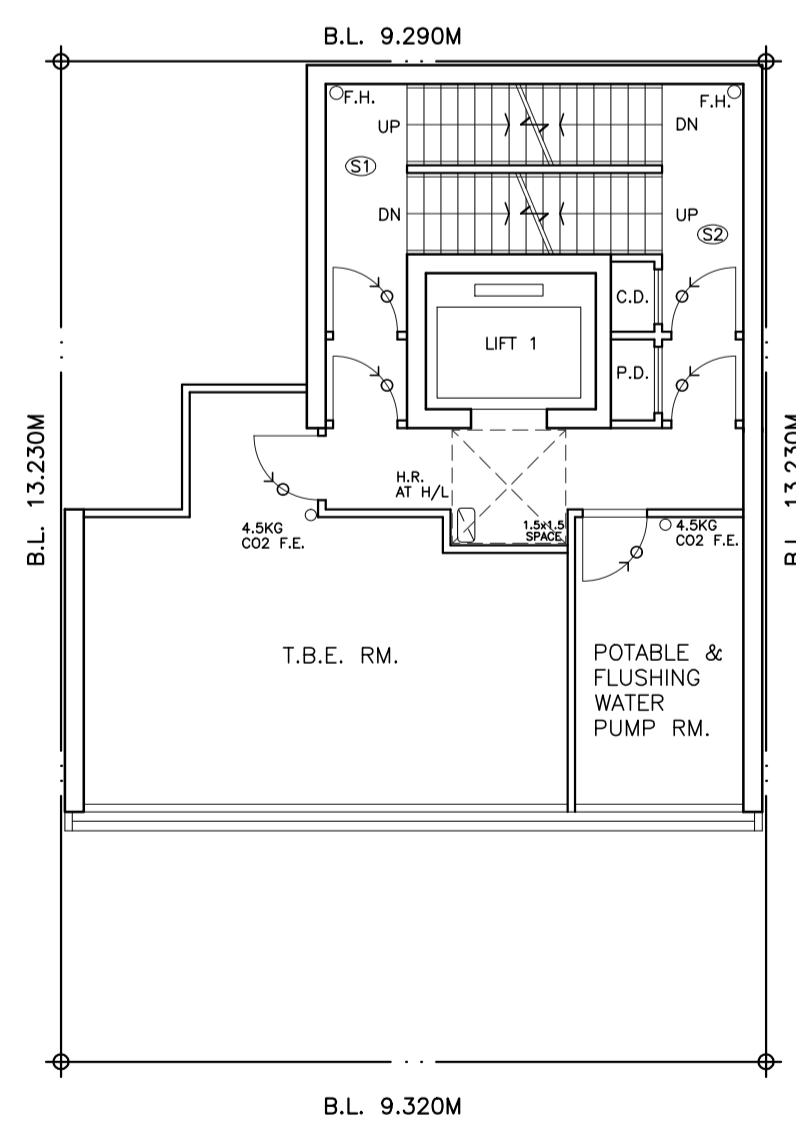 B.L. 9.290M
F.H.
F.H.
UP
DN
S1
DN
UP
S2
C.D.
LIFT 1
P.D.
B.L. 13.230M
B.L. 13.230M
H.R.
AT H/L
4.5KG
CO2 F.E.
1.5x1.5
SPACE
4.5KG
CO2 F.E.
T.B.E. RM.
POTABLE &
FLUSHING
WATER
PUMP RM.
B.L. 9.320M